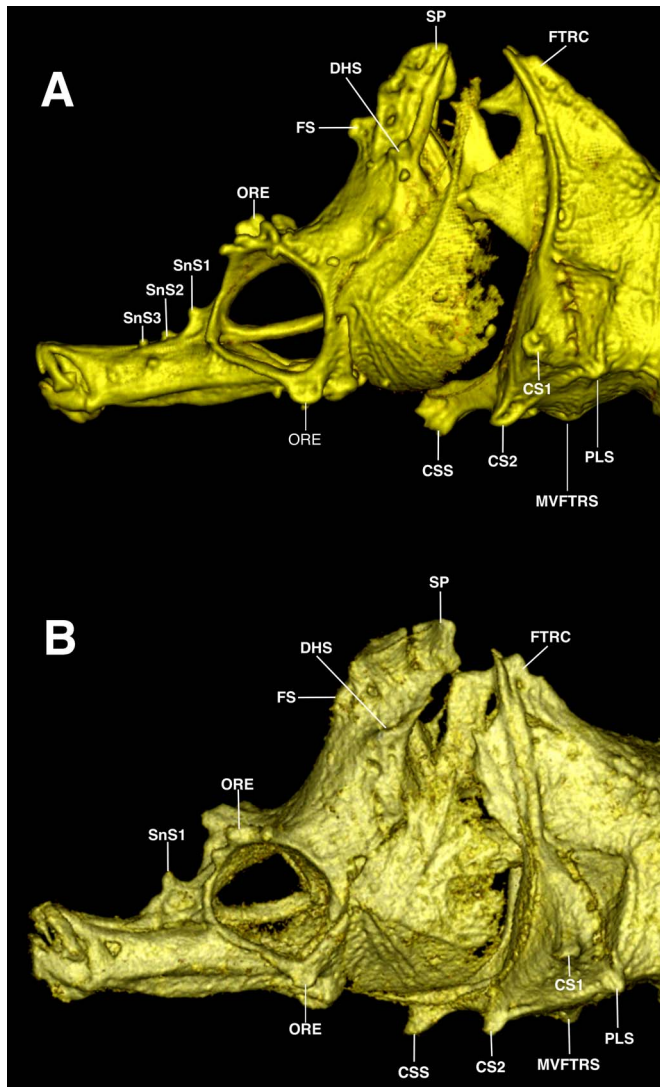 A
SP
FTRC
DHS
FS
ORE
SnS1
SnS2
SnS3
ORE
CS1
CSS
CS2
PLS
MVFTRS
B
SP
DHS
FTRC
FS
ORE
SnS1
CS1
ORE
CSS
CS2
MVFTRS
PLS